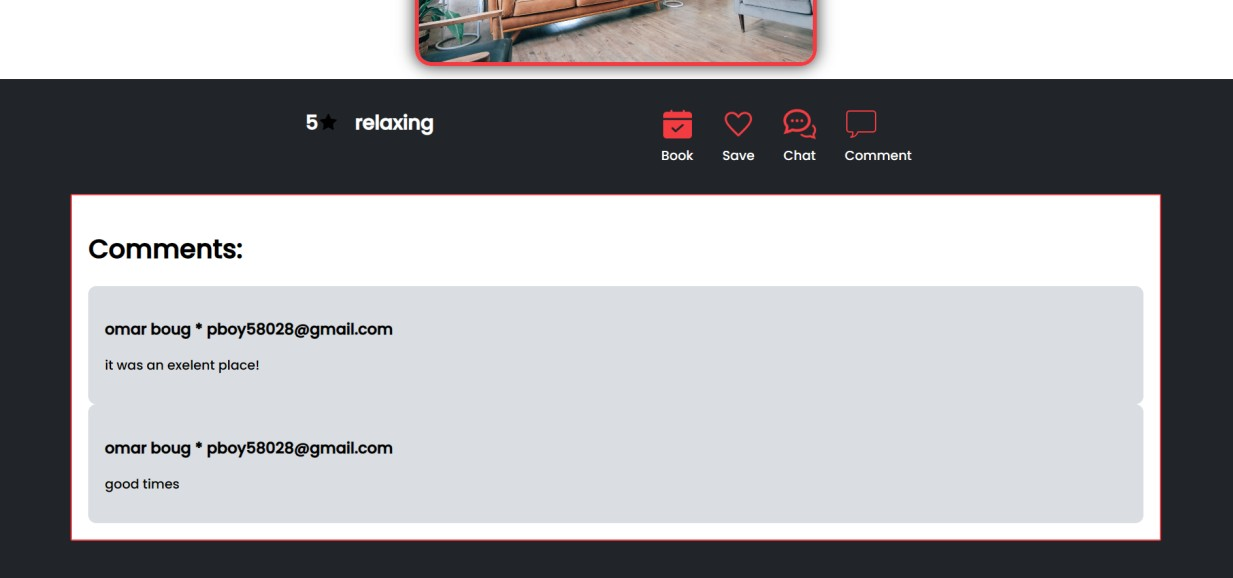 5★ relaxing
Book Save Chat Comment
Comments:
omar boug * pboy58028@gmail.com
it was an exelent place!
omar boug * pboy58028@gmail.com
good times